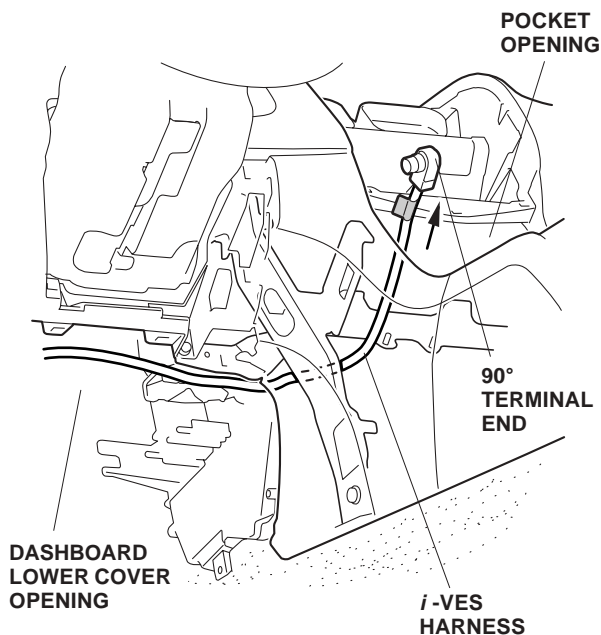 POCKET
OPENING
90°
TERMINAL
END
DASHBOARD
LOWER COVER
OPENING
i -VES
HARNESS